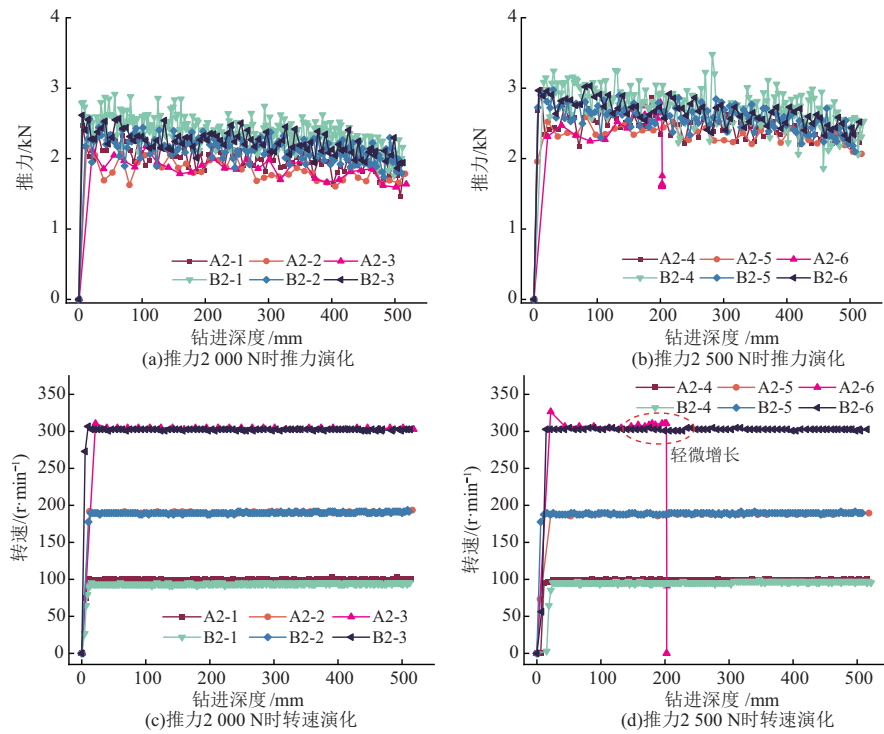 4
3
2
1
0
推力/kN
A2-1 A2-2 A2-3
B2-1 B2-2 B2-3
0 100 200 300 400 500
钻进深度/mm
(a)推力2 000 N时推力演化
4
3
2
1
0
推力/kN
A2-4 A2-5 A2-6
B2-4 B2-5 B2-6
0 100 200 300 400 500
钻进深度/mm
(b)推力2 500 N时推力演化
350
300
250
200
150
100
50
0
转速/(r·min⁻¹)
A2-1 A2-2 A2-3
B2-1 B2-2 B2-3
0 100 200 300 400 500
钻进深度/mm
(c)推力2 000 N时转速演化
350
300
250
200
150
100
50
0
转速/(r·min⁻¹)
A2-4 A2-5 A2-6
B2-4 B2-5 B2-6
轻微增长
0 100 200 300 400 500
钻进深度/mm
(d)推力2 500 N时转速演化